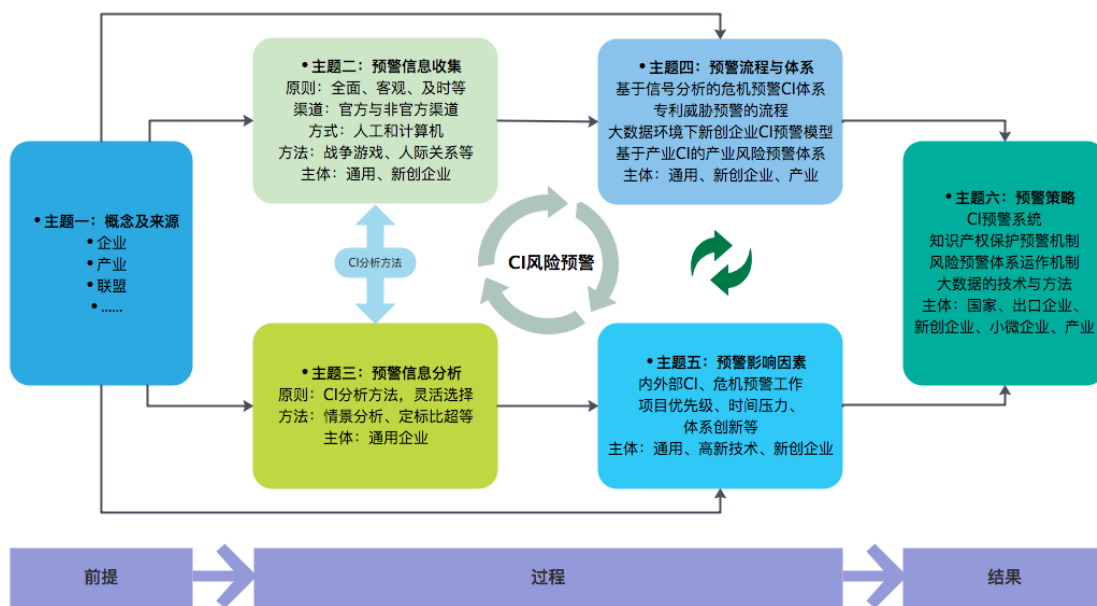 •主题一：概念及来源
•企业
•产业
•联盟
•......
•主题二：预警信息收集
原则：全面、客观、及时等
渠道：官方与非官方渠道
方式：人工和计算机
方法：战争游戏、人际关系等
主体：通用、新创企业
CI分析方法
•主题三：预警信息分析
原则：CI分析方法，灵活选择
方法：情景分析、定标比超等
主体：通用企业
CI风险预警
•主题四：预警流程与体系
基于信号分析的危机预警CI体系
专利威胁预警的流程
大数据环境下新创企业CI预警模型
基于产业CI的产业风险预警体系
主体：通用、新创企业、产业
•主题五：预警影响因素
内外部CI、危机预警工作
项目优先级、时间压力、
体系创新等
主体：通用、高新技术、新创企业
•主题六：预警策略
CI预警系统
知识产权保护预警机制
风险预警体系运作机制
大数据的技术与方法
主体：国家、出口企业、
新创企业、小微企业、产业
前提
过程
结果